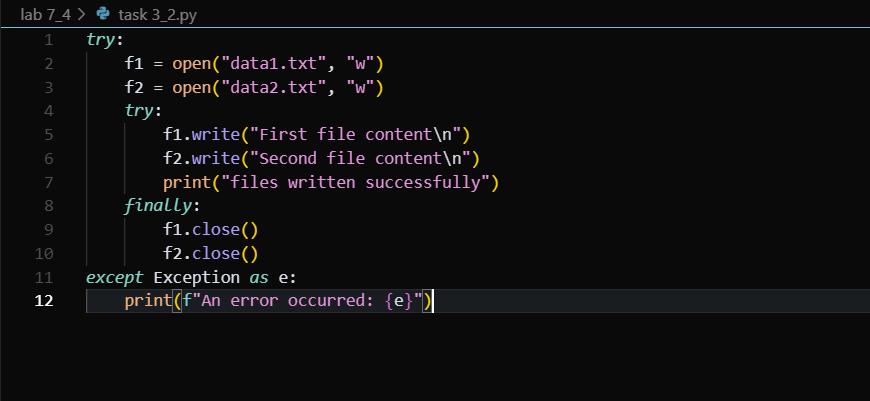 lab 7_4 > task 3_2.py
1 try:
2     f1 = open("data1.txt", "w")
3     f2 = open("data2.txt", "w")
4     try:
5         f1.write("First file content\n")
6         f2.write("Second file content\n")
7         print("files written successfully")
8     finally:
9         f1.close()
10         f2.close()
11 except Exception as e:
12     print(f"An error occurred: {e}")